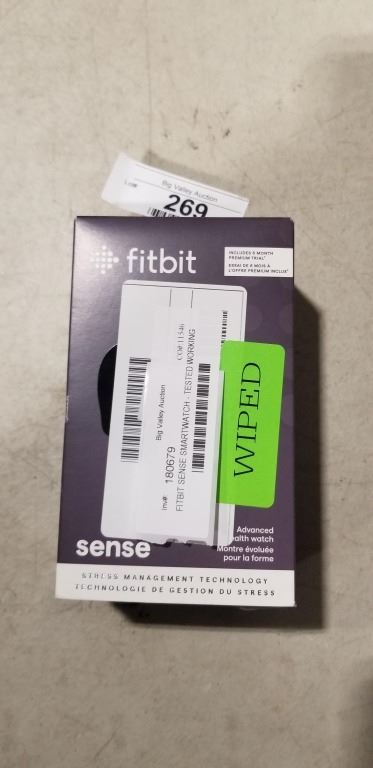 Big Valley Auction
Lot#
269
fitbit
INCLUDES 6 MONTH
PREMIUM TRIAL*
ESSAI DE 6 MOIS À
L'OFFRE PREMIUM INCLUS*
CO# 11546
Big Valley Auction
Inv#: 180679
FITBIT SENSE SMARTWATCH - TESTED WORKING
WIPED
sense
Advanced
health watch
Montre évoluée
pour la forme
STRESS MANAGEMENT TECHNOLOGY
TECHNOLOGIE DE GESTION DU STRESS